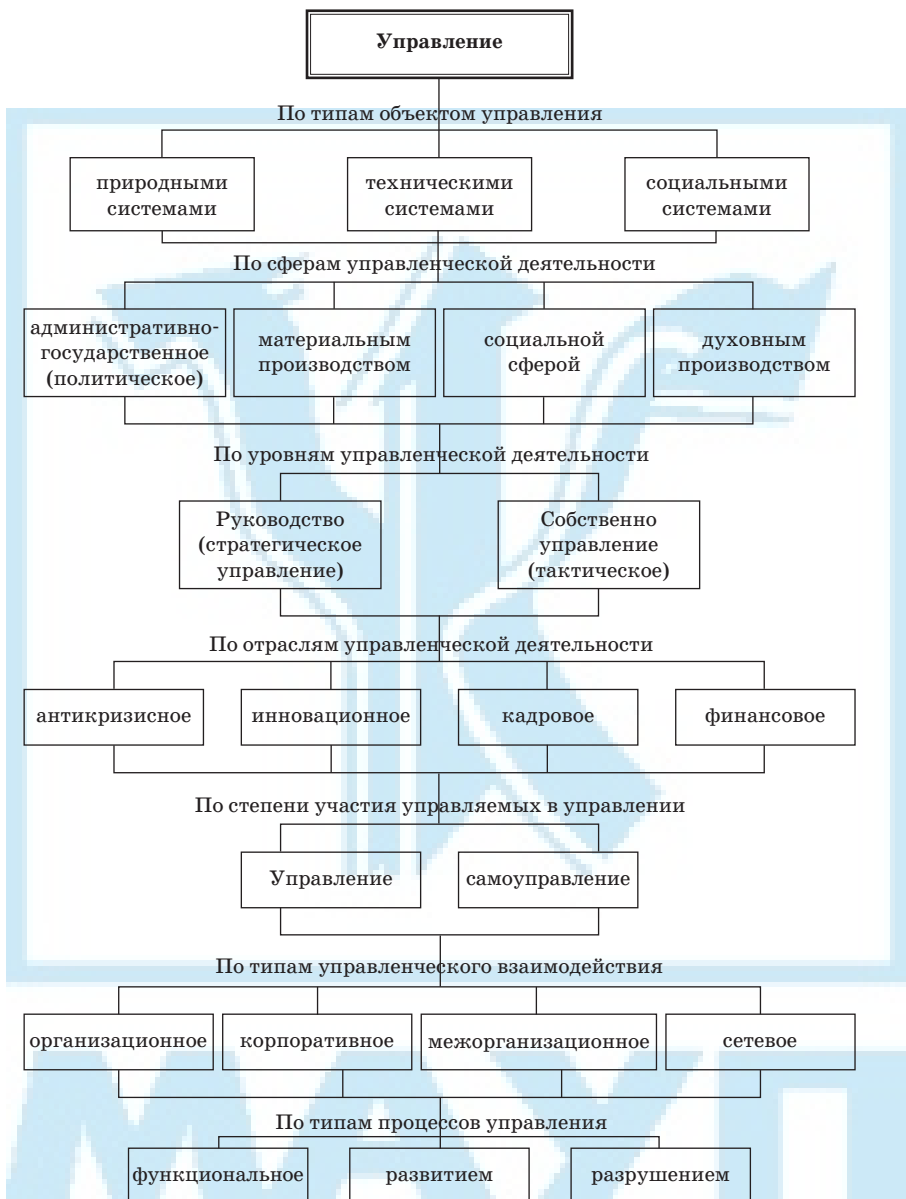 Управление
По типам объектом управления
природными
системами
техническими
системами
социальными
системами
По сферам управленческой деятельности
административно-
государственное
(политическое)
материальным
производством
социальной
сферой
духовным
производством
По уровням управленческой деятельности
Руководство
(стратегическое
управление)
Собственно
управление
(тактическое)
По отраслям управленческой деятельности
антикризисное
инновационное
кадровое
финансовое
По степени участия управляемых в управлении
Управление
самоуправление
По типам управленческого взаимодействия
организационное
корпоративное
межорганизационное
сетевое
По типам процессов управления
функциональное
развитием
разрушением
МАУП